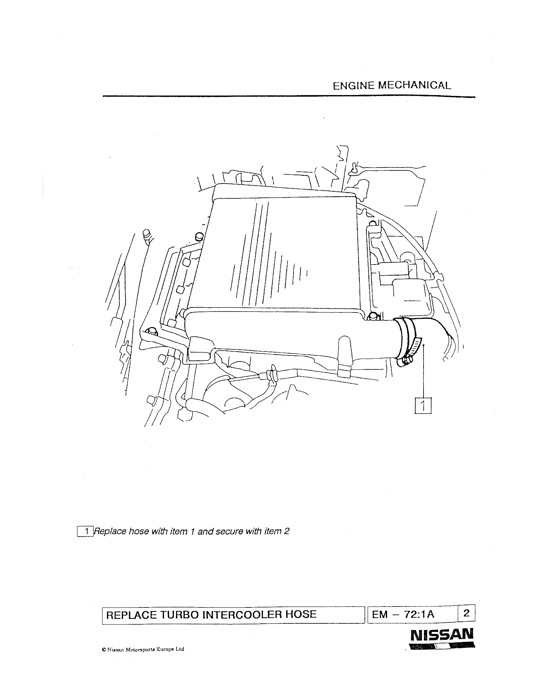 ENGINE MECHANICAL
1
1 Replace hose with item 1 and secure with item 2
REPLACE TURBO INTERCOOLER HOSE EM – 72:1A 2
NISSAN
© Nissan Motorsports Europe Ltd